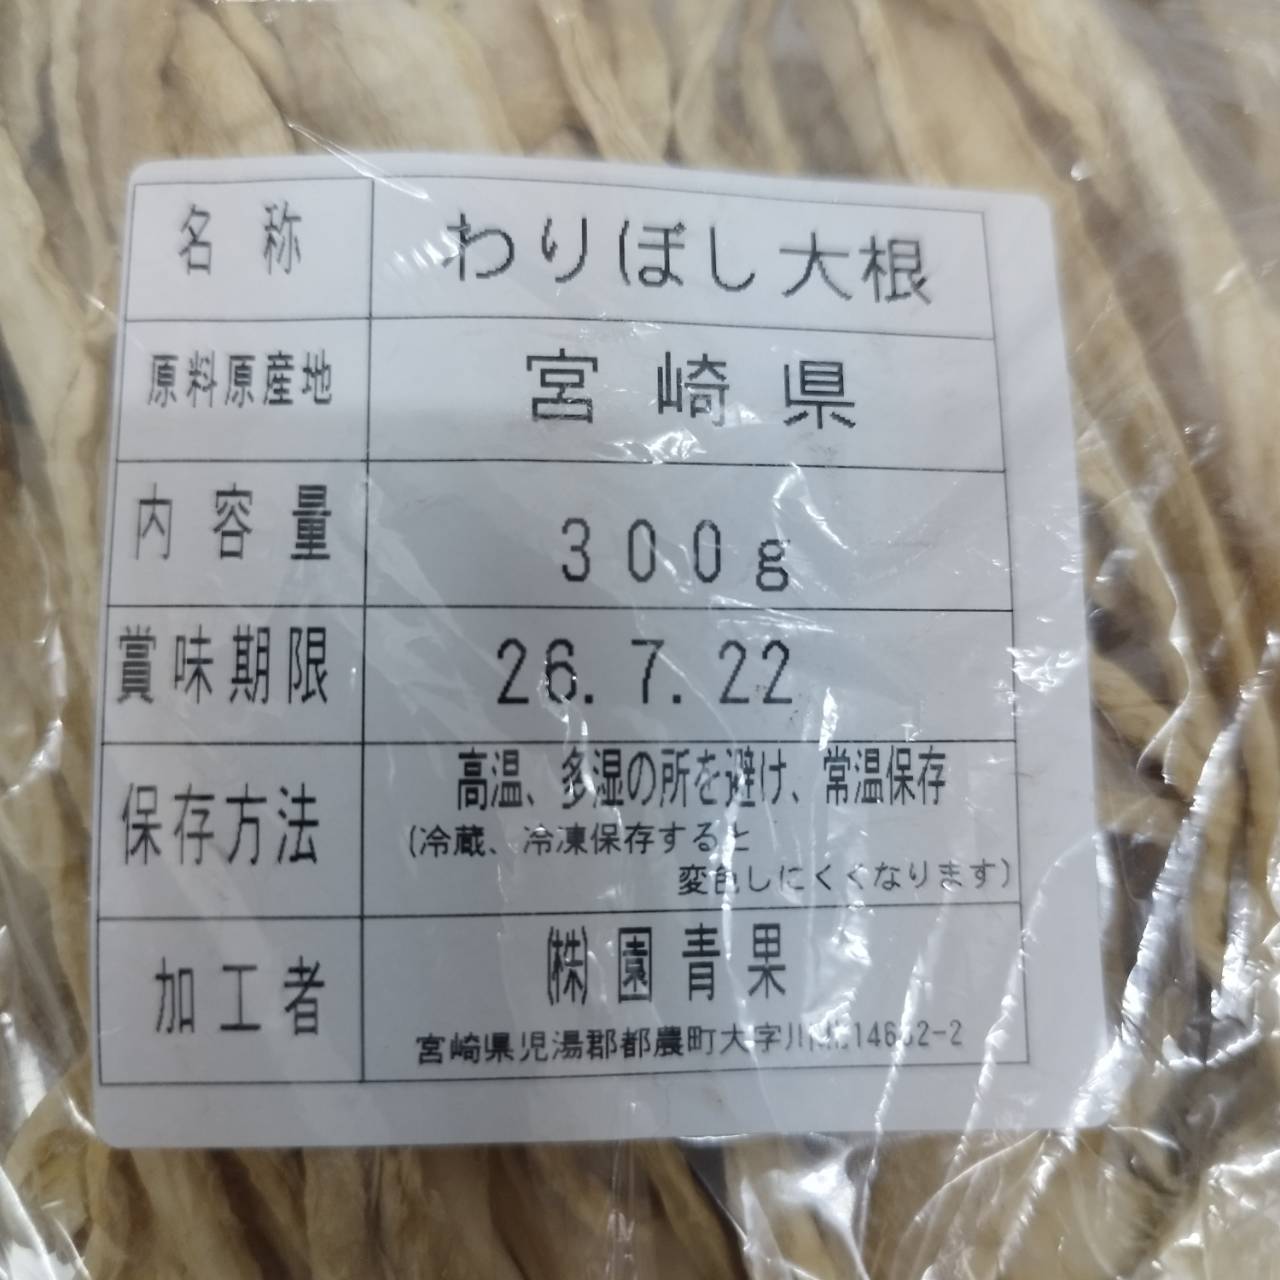 名称 わりぼし大根
原料原産地 宮崎県
内容量 300g
賞味期限 26.7.22
保存方法 高温、多湿の所を避け、常温保存
(冷蔵、冷凍保存すると
変色しにくくなります)
加工者 ㈱園青果
宮崎県児湯郡都農町大字川北